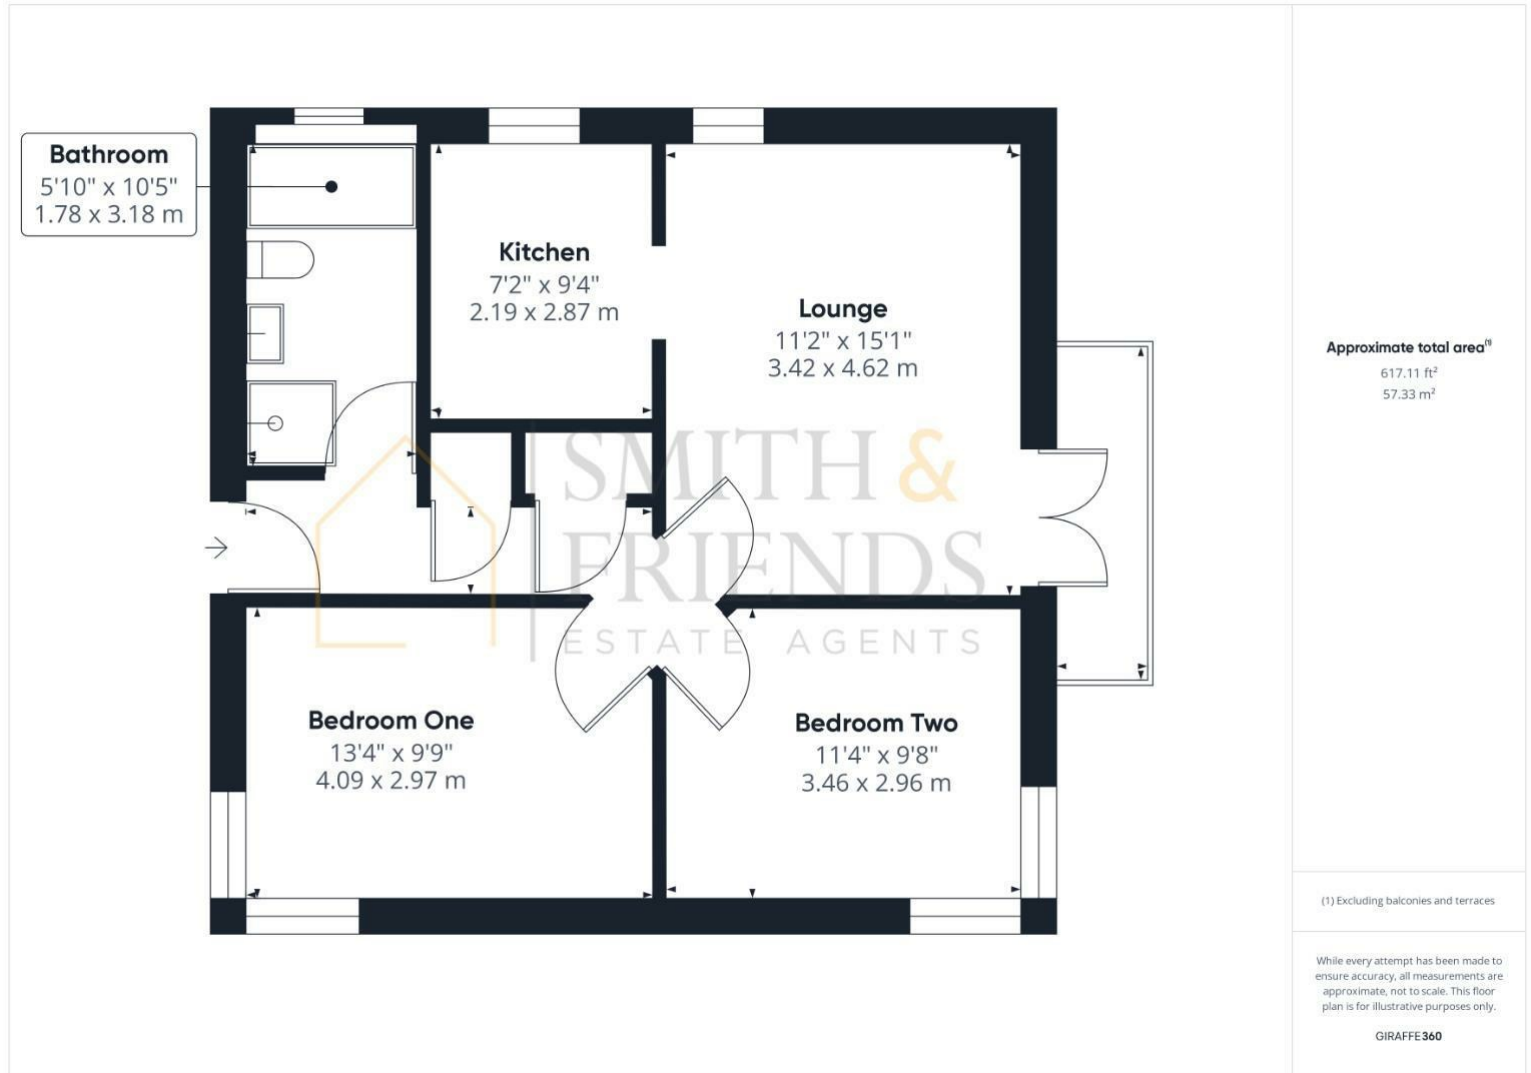 Bathroom
5'10" x 10'5"
1.78 x 3.18 m
Kitchen
7'2" x 9'4"
2.19 x 2.87 m
Lounge
11'2" x 15'1"
3.42 x 4.62 m
SMITH &
FRIENDS
ESTATE AGENTS
Bedroom One
13'4" x 9'9"
4.09 x 2.97 m
Bedroom Two
11'4" x 9'8"
3.46 x 2.96 m
Approximate total area⁽¹⁾
617.11 ft²
57.33 m²
(1) Excluding balconies and terraces
While every attempt has been made to
ensure accuracy, all measurements are
approximate, not to scale. This floor
plan is for illustrative purposes only.
GIRAFFE360